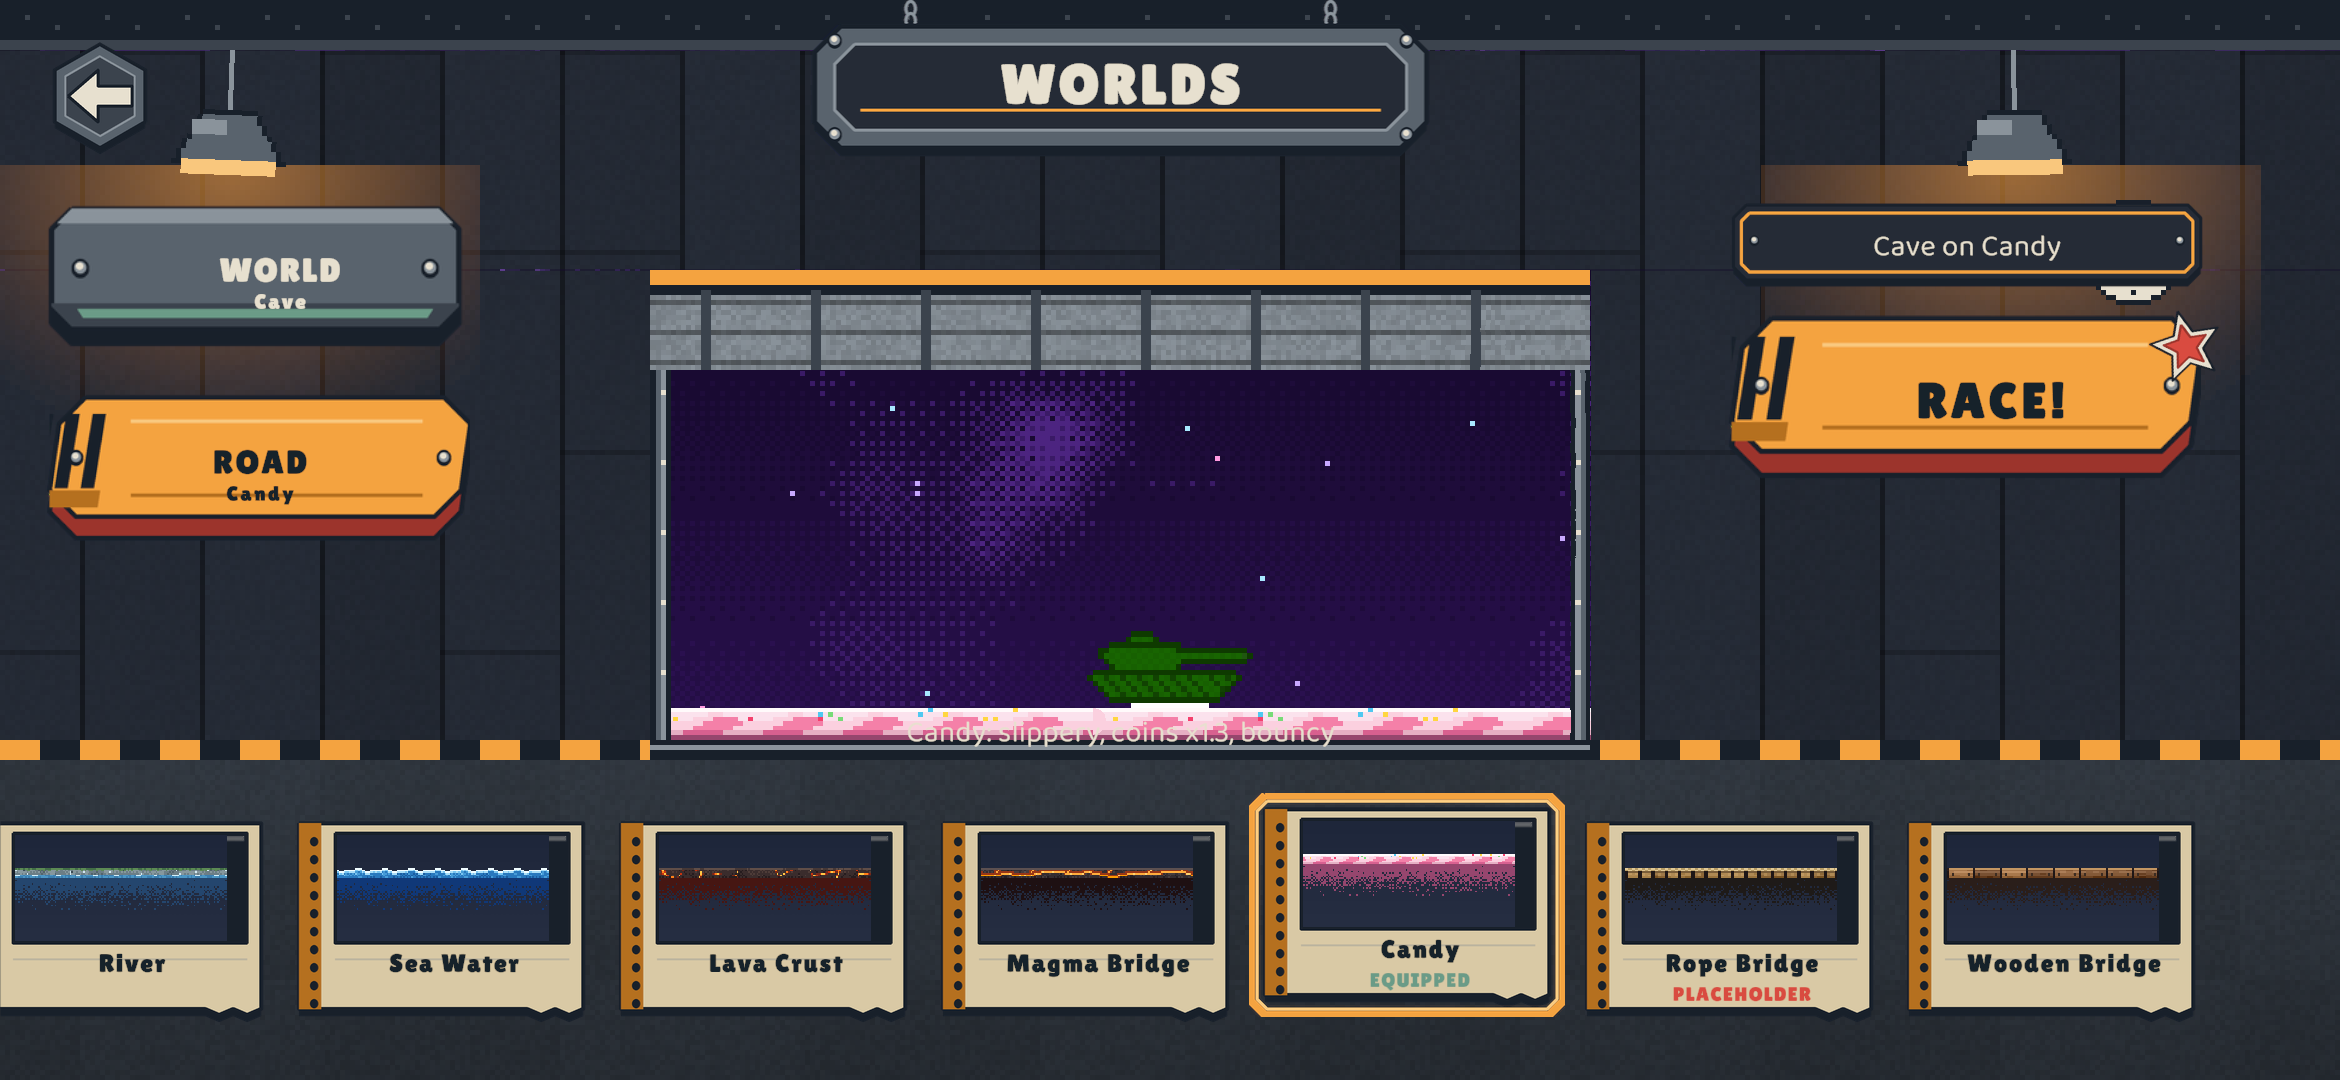 WORLDS
WORLD
Cave
ROAD
Candy
Cave on Candy
RACE!
Candy: slippery, coins x1.3, bouncy
River
Sea Water
Lava Crust
Magma Bridge
Candy
EQUIPPED
Rope Bridge
PLACEHOLDER
Wooden Bridge